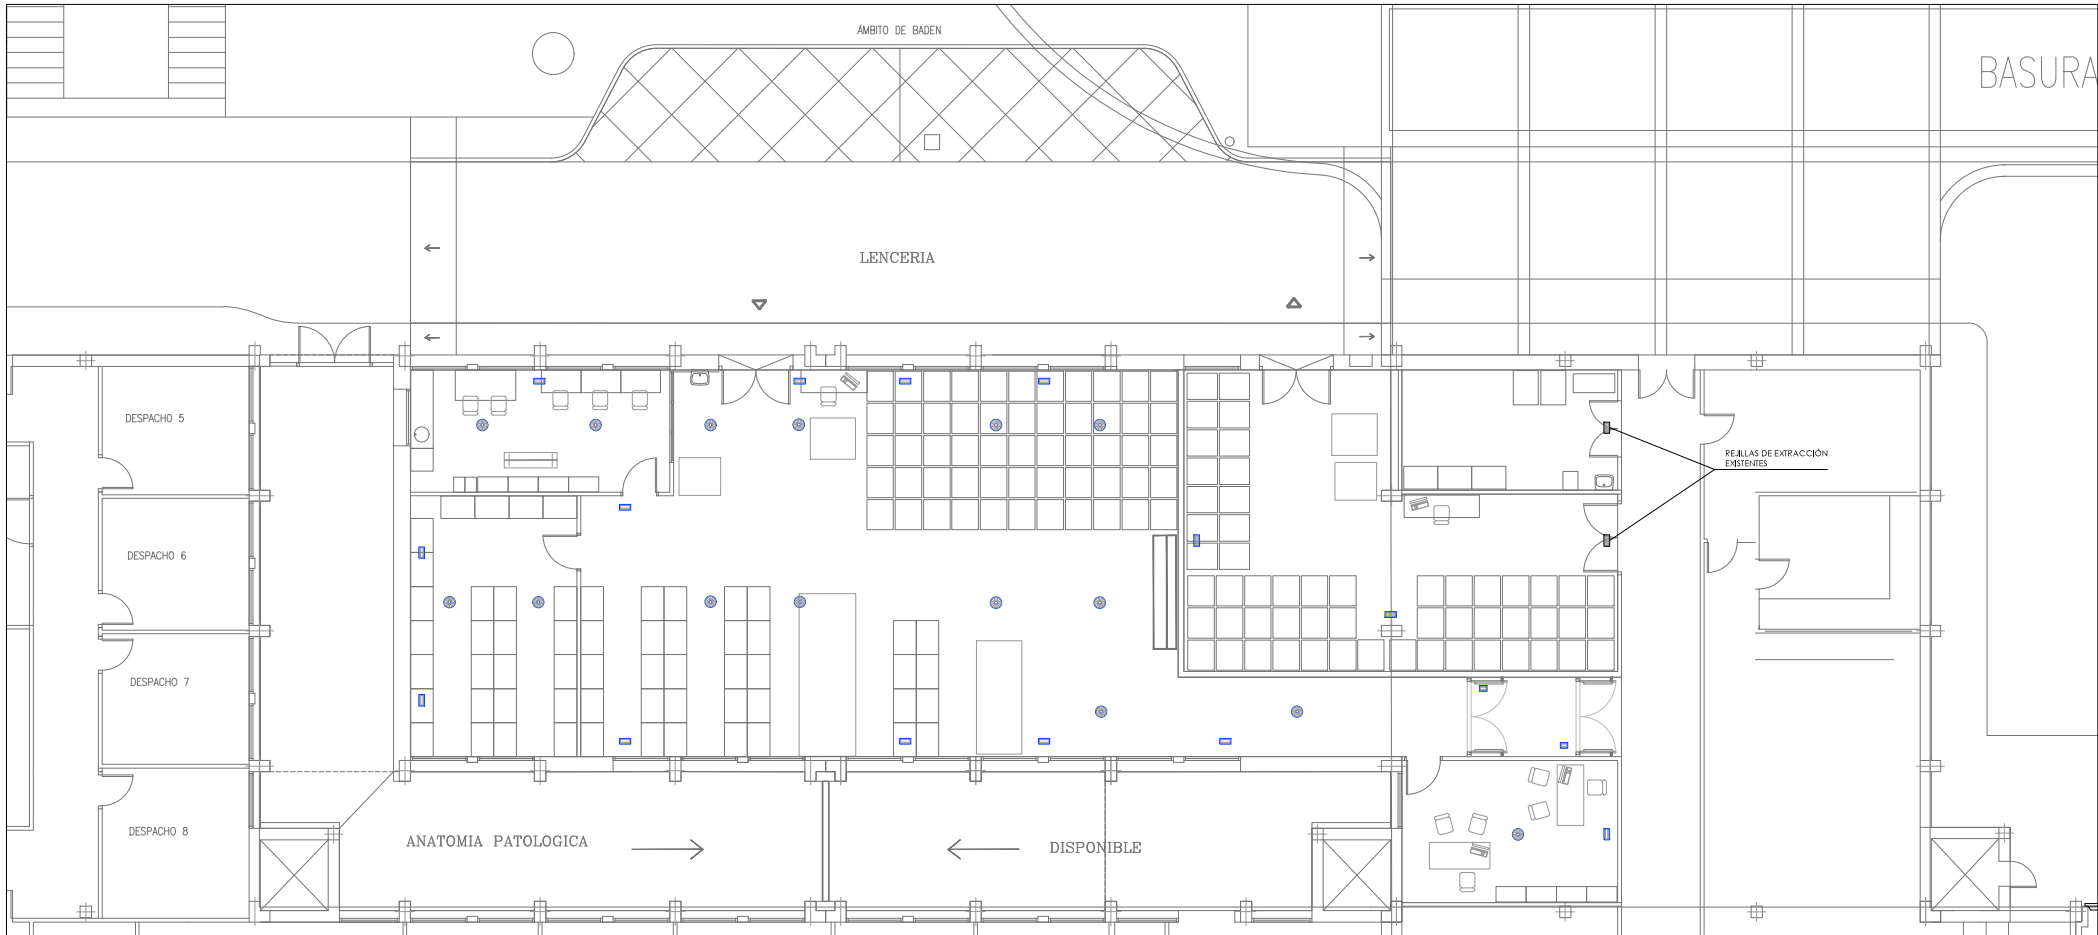 ÁMBITO DE BADEN
BASURA
LENCERIA
DESPACHO 5
REJILLAS DE EXTRACCIÓN
EXISTENTES
DESPACHO 6
DESPACHO 7
DESPACHO 8
ANATOMIA PATOLOGICA
DISPONIBLE